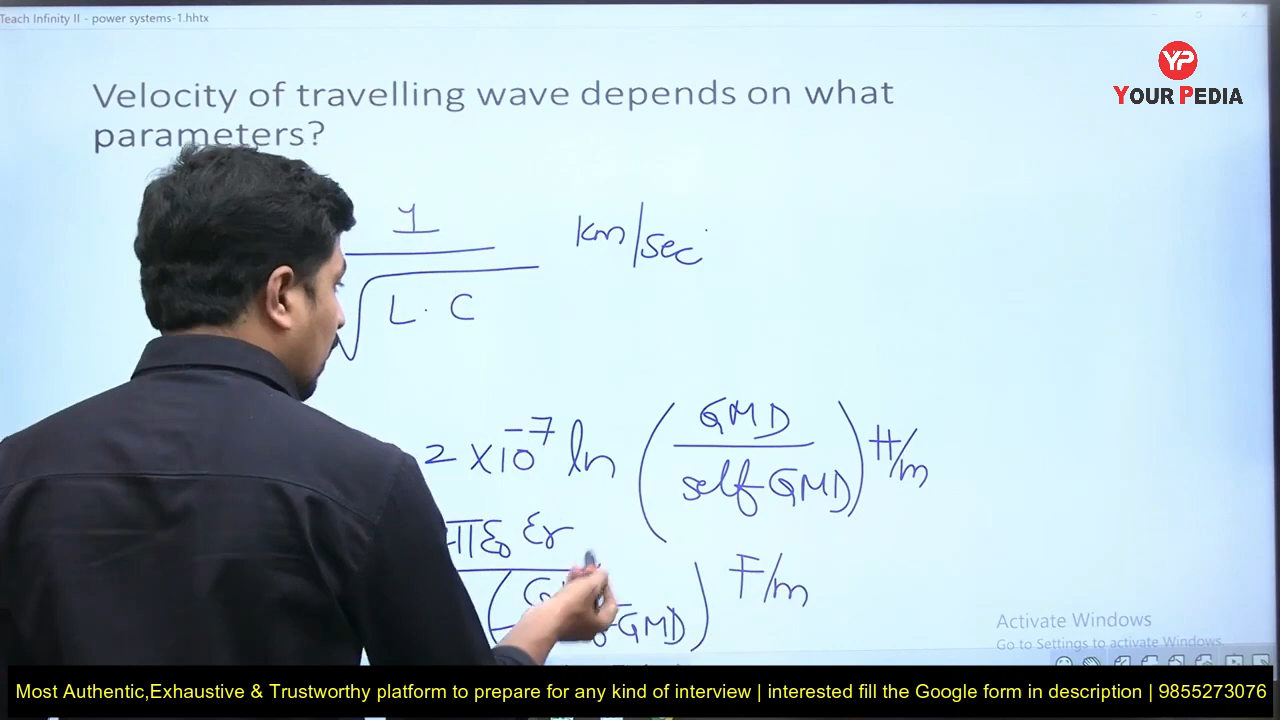 Teach Infinity II - power systems-1.hhtx
YP
YOUR PEDIA
Velocity of travelling wave depends on what
parameters?
1
km/sec
√L·C
2 ×10⁻⁷ ln (GMD / self GMD) H/m
εr
F/m
GMD)
Activate Windows
Go to Settings to activate Windows.
Most Authentic,Exhaustive & Trustworthy platform to prepare for any kind of interview | interested fill the Google form in description | 9855273076